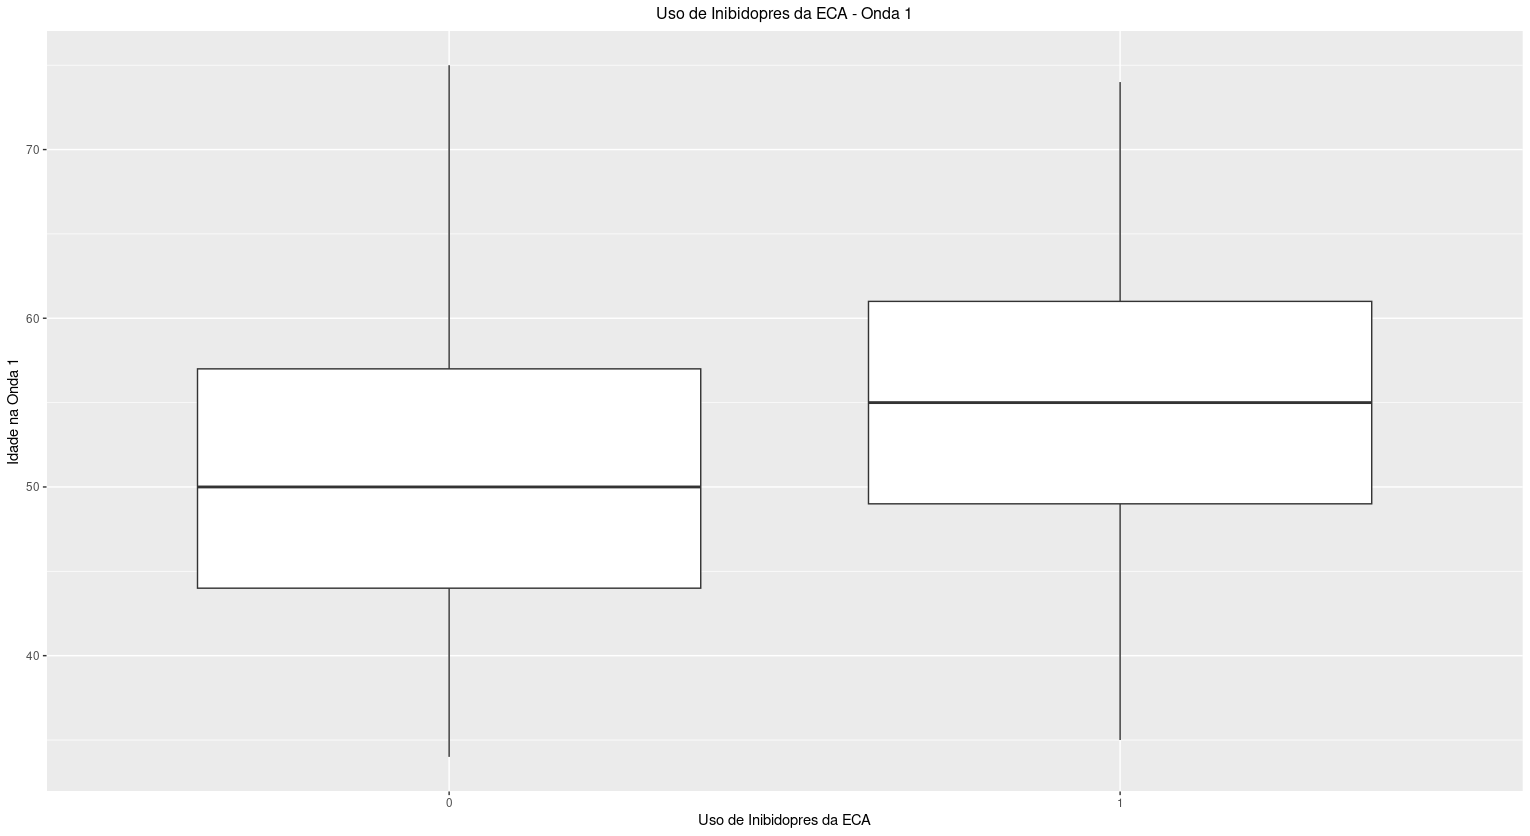 Uso de Inibidopres da ECA - Onda 1
Idade na Onda 1
70
60
50
40
0
1
Uso de Inibidopres da ECA